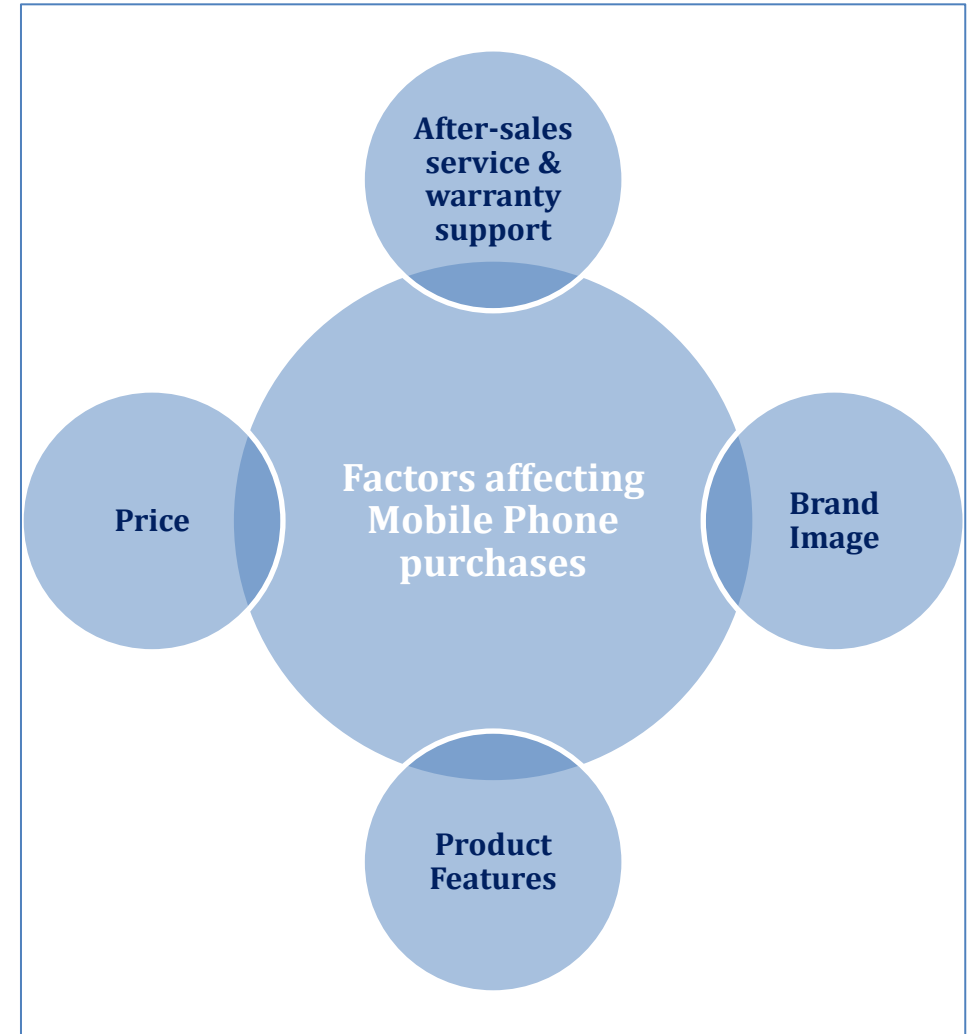 After-sales
service &
warranty
support
Price
Factors affecting
Mobile Phone
purchases
Brand
Image
Product
Features